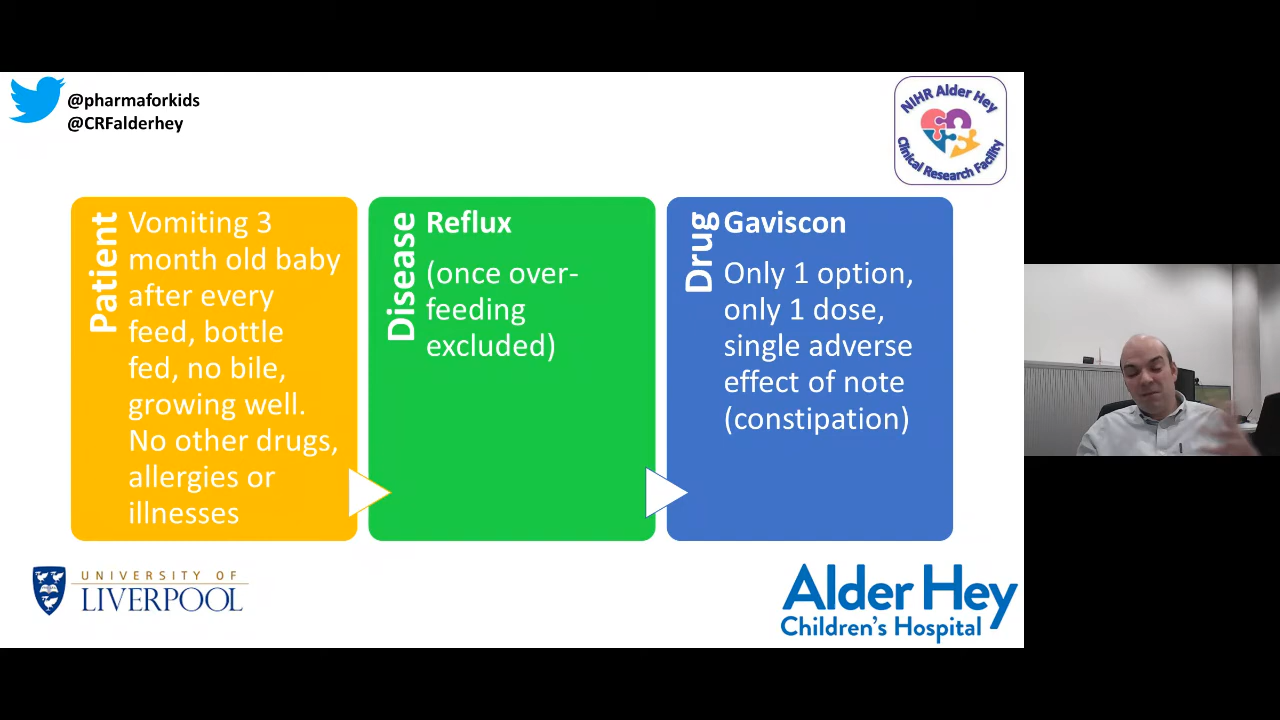 @pharmaforkids
@CRFalderhey
NIHR Alder Hey
Clinical Research Facility
Patient
Vomiting 3
month old baby
after every
feed, bottle
fed, no bile,
growing well.
No other drugs,
allergies or
illnesses
Disease
Reflux
(once over-
feeding
excluded)
Drug
Gaviscon
Only 1 option,
only 1 dose,
single adverse
effect of note
(constipation)
UNIVERSITY OF
LIVERPOOL
Alder Hey
Children's Hospital